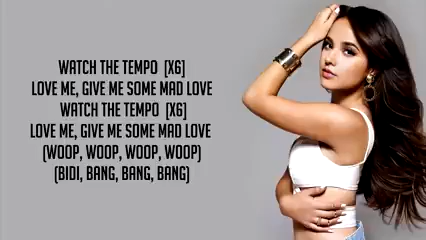 WATCH THE TEMPO [X6]
LOVE ME, GIVE ME SOME MAD LOVE
WATCH THE TEMPO [X6]
LOVE ME, GIVE ME SOME MAD LOVE
(WOOP, WOOP, WOOP, WOOP)
(BIDI, BANG, BANG, BANG)